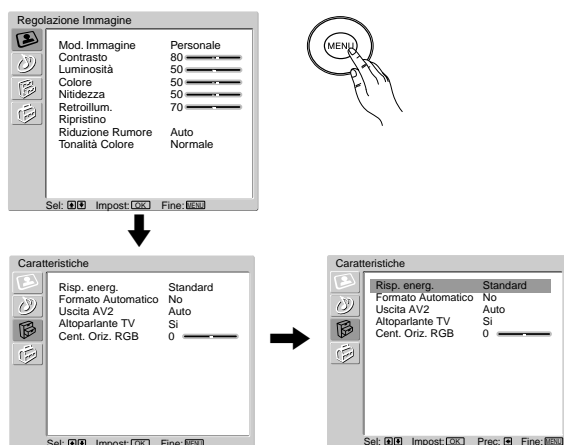 Regolazione Immagine
Mod. Immagine Personale
Contrasto 80
Luminosità 50
Colore 50
Nitidezza 50
Retroillum. 70
Ripristino
Riduzione Rumore Auto
Tonalità Colore Normale
Sel: Impost: OK Fine: MENU
MENU
Caratteristiche
Risp. energ. Standard
Formato Automatico No
Uscita AV2 Auto
Altoparlante TV Si
Cent. Oriz. RGB 0
Sel: Impost: OK Fine: MENU
Caratteristiche
Risp. energ. Standard
Formato Automatico No
Uscita AV2 Auto
Altoparlante TV Si
Cent. Oriz. RGB 0
Sel: Impost: OK Prec: Fine: MENU